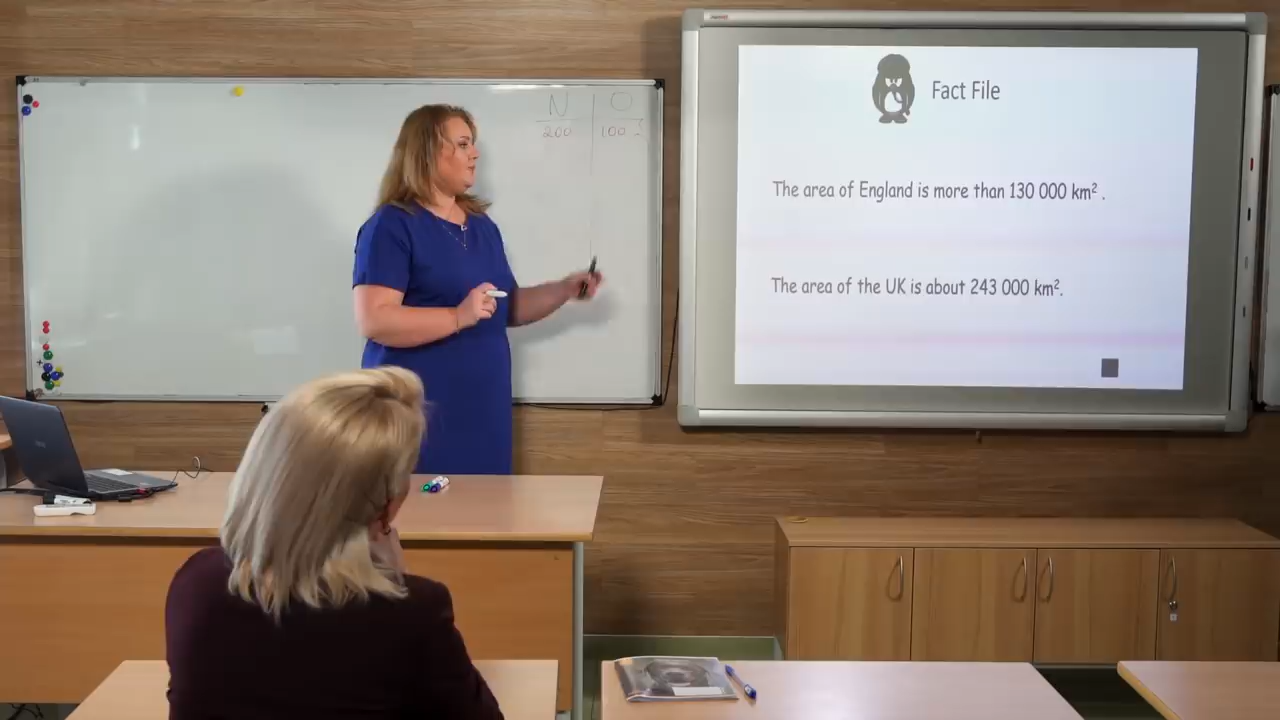 N O
200 100
Fact File
The area of England is more than 130 000 km².
The area of the UK is about 243 000 km².